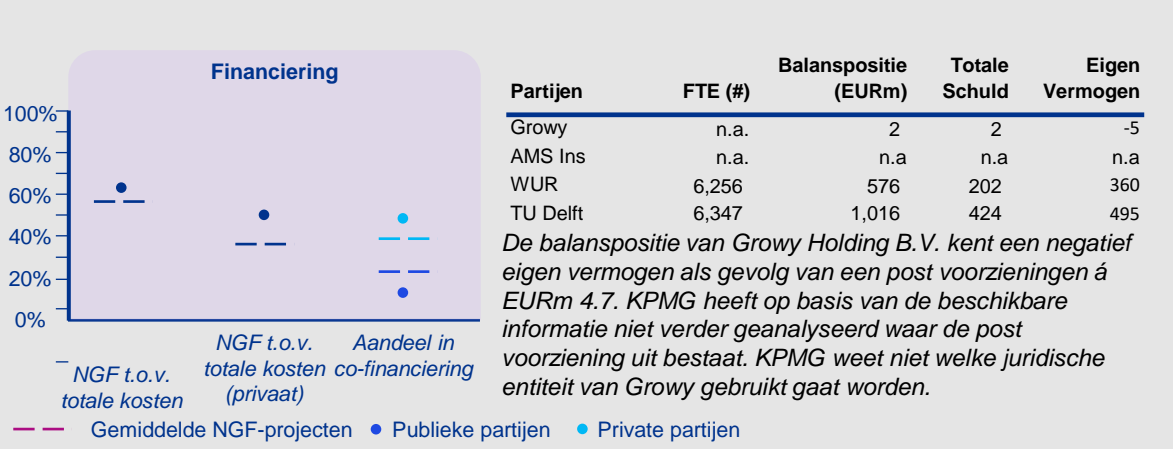 Financiering
100%
80%
60%
40%
20%
0%
NGF t.o.v.
totale kosten
NGF t.o.v.
totale kosten
(privaat)
Aandeel in
co-financiering
Gemiddelde NGF-projecten Publieke partijen Private partijen
Balanspositie Totale Eigen
Partijen FTE (#) (EURm) Schuld Vermogen
Growy n.a. 2 2 -5
AMS Ins n.a. n.a n.a n.a
WUR 6,256 576 202 360
TU Delft 6,347 1,016 424 495
De balanspositie van Growy Holding B.V. kent een negatief
eigen vermogen als gevolg van een post voorzieningen á
EURm 4.7. KPMG heeft op basis van de beschikbare
informatie niet verder geanalyseerd waar de post
voorziening uit bestaat. KPMG weet niet welke juridische
entiteit van Growy gebruikt gaat worden.